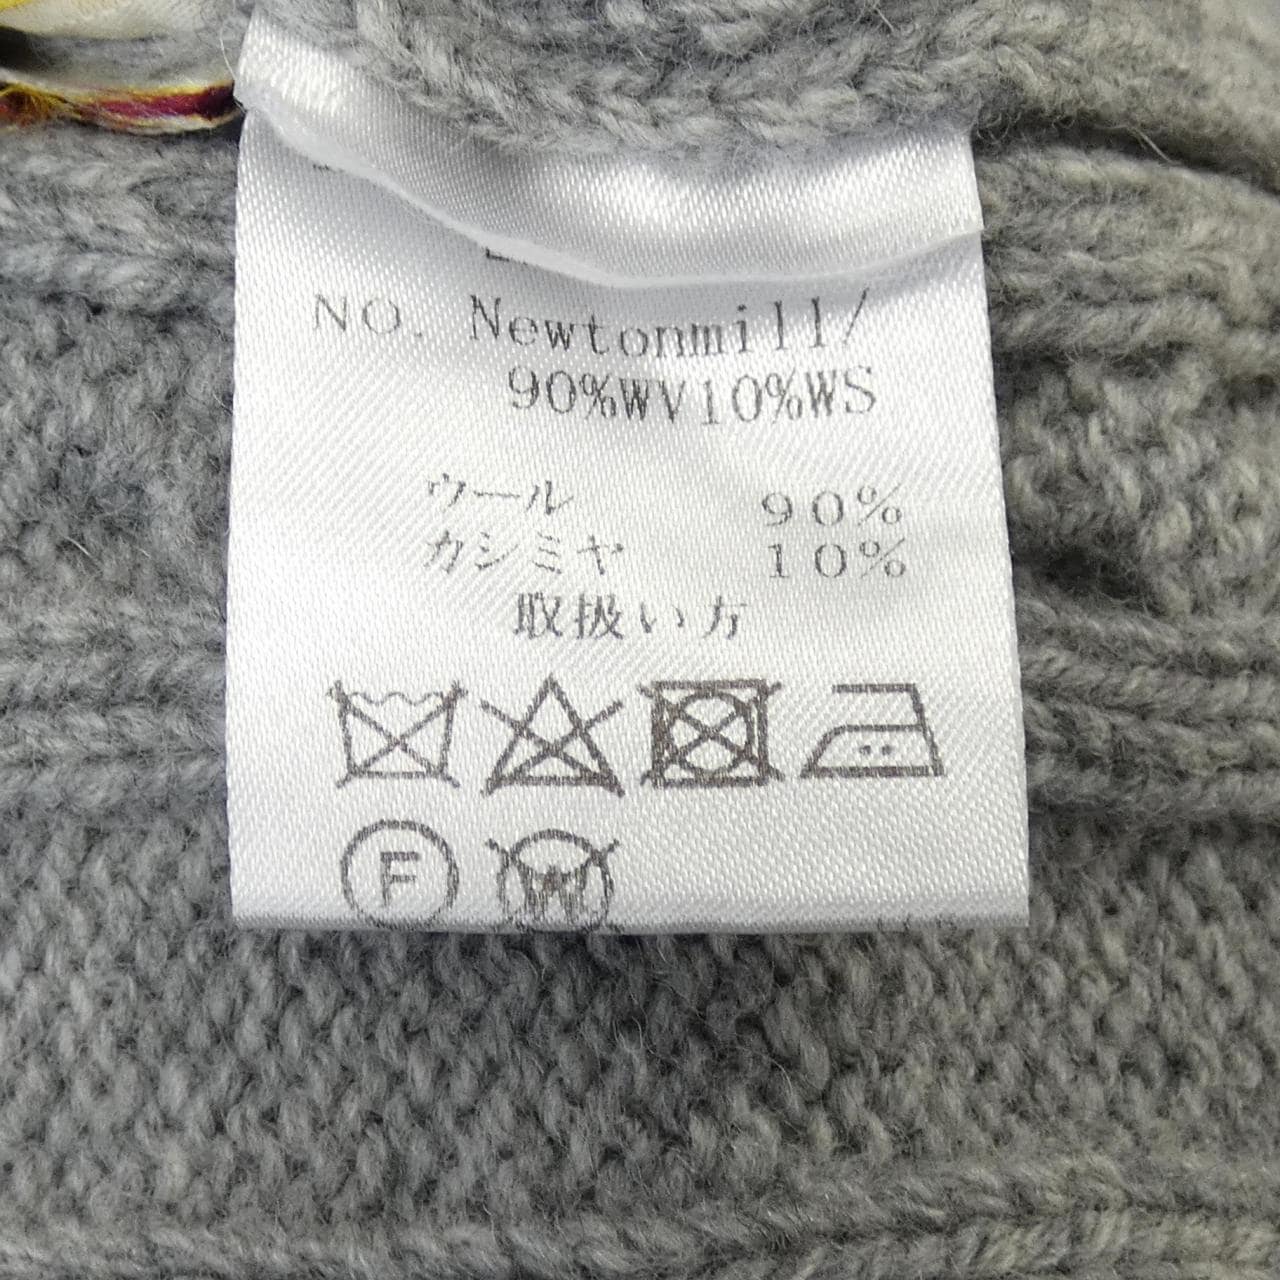 NO. Newtonmill/
90%WV10%WS
ウール 90%
カシミヤ 10%
取扱い方
F W